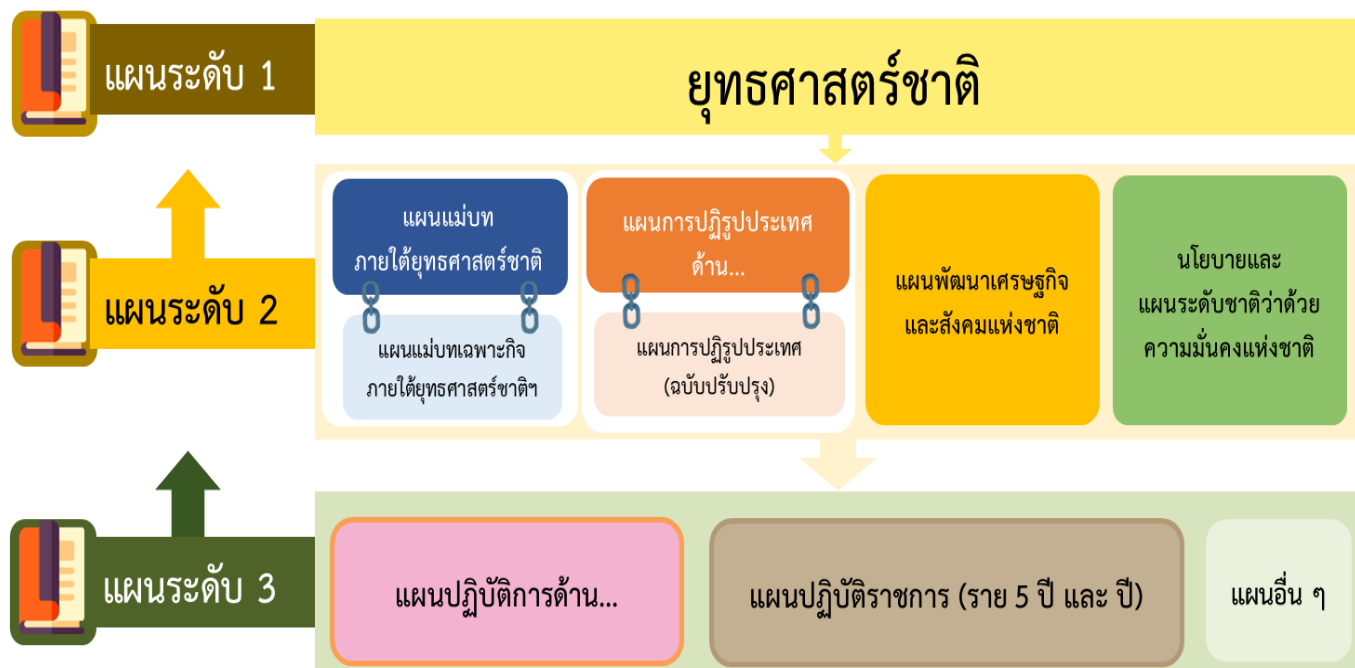 แผนระดับ 1
ยุทธศาสตร์ชาติ
แผนระดับ 2
แผนแม่บท
ภายใต้ยุทธศาสตร์ชาติ
แผนแม่บทเฉพาะกิจ
ภายใต้ยุทธศาสตร์ชาติฯ
แผนการปฏิรูปประเทศ
ด้าน...
แผนการปฏิรูปประเทศ
(ฉบับปรับปรุง)
แผนพัฒนาเศรษฐกิจ
และสังคมแห่งชาติ
นโยบายและ
แผนระดับชาติว่าด้วย
ความมั่นคงแห่งชาติ
แผนระดับ 3
แผนปฏิบัติการด้าน...
แผนปฏิบัติราชการ (ราย 5 ปี และ ปี)
แผนอื่น ๆ